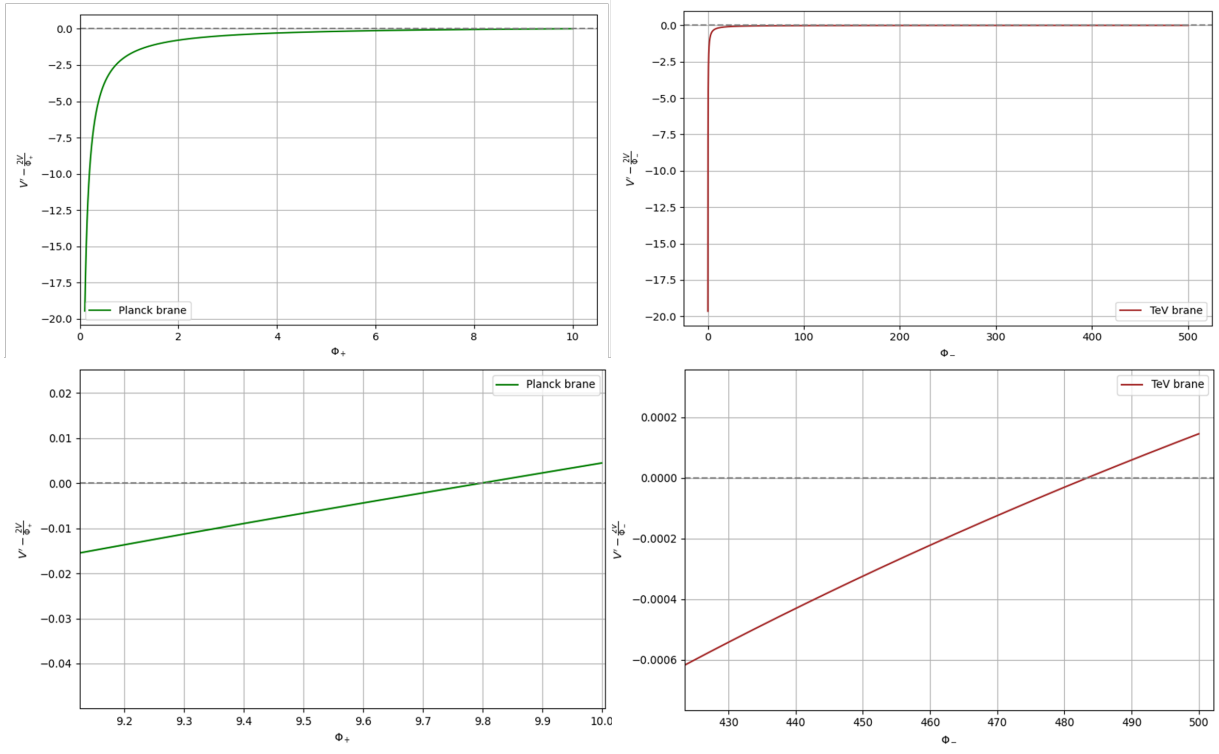 0.0
−2.5
−5.0
−7.5
−10.0
−12.5
−15.0
−17.5
−20.0
V′ − 2V/Φ₊
Planck brane
0 2 4 6 8 10
Φ₊
0.0
−2.5
−5.0
−7.5
−10.0
−12.5
−15.0
−17.5
−20.0
V′ − 2V/Φ₋
TeV brane
0 100 200 300 400 500
Φ₋
Planck brane
0.02
0.01
0.00
−0.01
−0.02
−0.03
−0.04
V′ − 2V/Φ₊
9.2 9.3 9.4 9.5 9.6 9.7 9.8 9.9 10.0
Φ₊
TeV brane
0.0002
0.0000
−0.0002
−0.0004
−0.0006
V′ − 2V/Φ₋
430 440 450 460 470 480 490 500
Φ₋